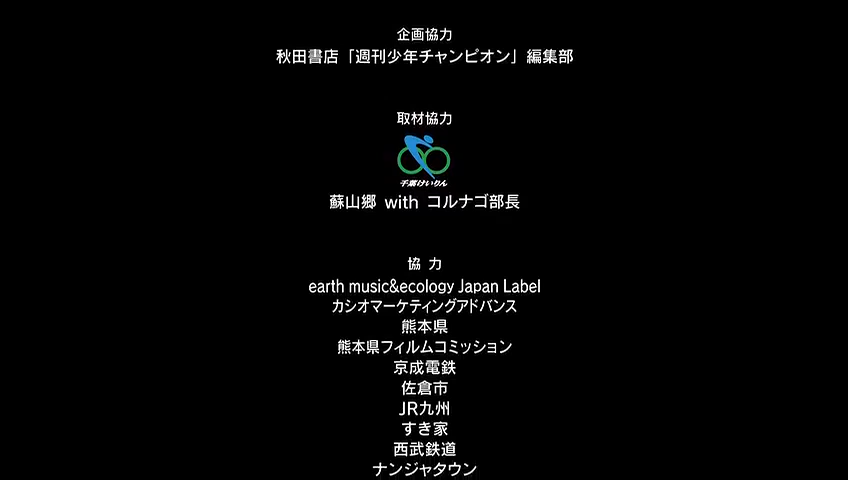 企画協力
秋田書店「週刊少年チャンピオン」編集部
取材協力
千葉けいりん
蘇山郷 with コルナゴ部長
協 力
earth music&ecology Japan Label
カシオマーケティングアドバンス
熊本県
熊本県フィルムコミッション
京成電鉄
佐倉市
JR九州
すき家
西武鉄道
ナンジャタウン